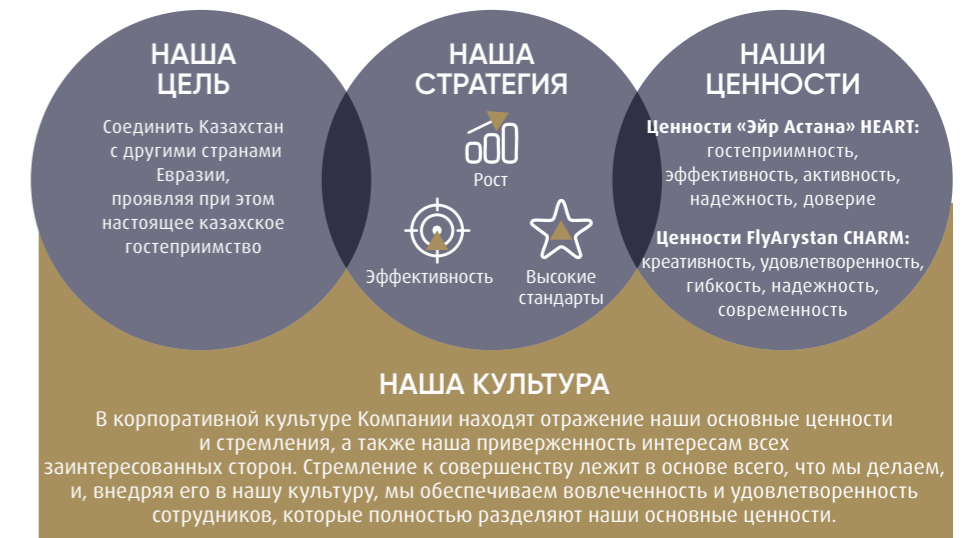 НАША
ЦЕЛЬ
Соединить Казахстан
с другими странами
Евразии,
проявляя при этом
настоящее казахское
гостеприимство
НАША
СТРАТЕГИЯ
Рост
Эффективность
Высокие
стандарты
НАШИ
ЦЕННОСТИ
Ценности «Эйр Астана» HEART:
гостеприимность,
эффективность, активность,
надежность, доверие
Ценности FlyArystan CHARM:
креативность, удовлетворенность,
гибкость, надежность,
современность
НАША КУЛЬТУРА
В корпоративной культуре Компании находят отражение наши основные ценности
и стремления, а также наша приверженность интересам всех
заинтересованных сторон. Стремление к совершенству лежит в основе всего, что мы делаем,
и, внедряя его в нашу культуру, мы обеспечиваем вовлеченность и удовлетворенность
сотрудников, которые полностью разделяют наши основные ценности.